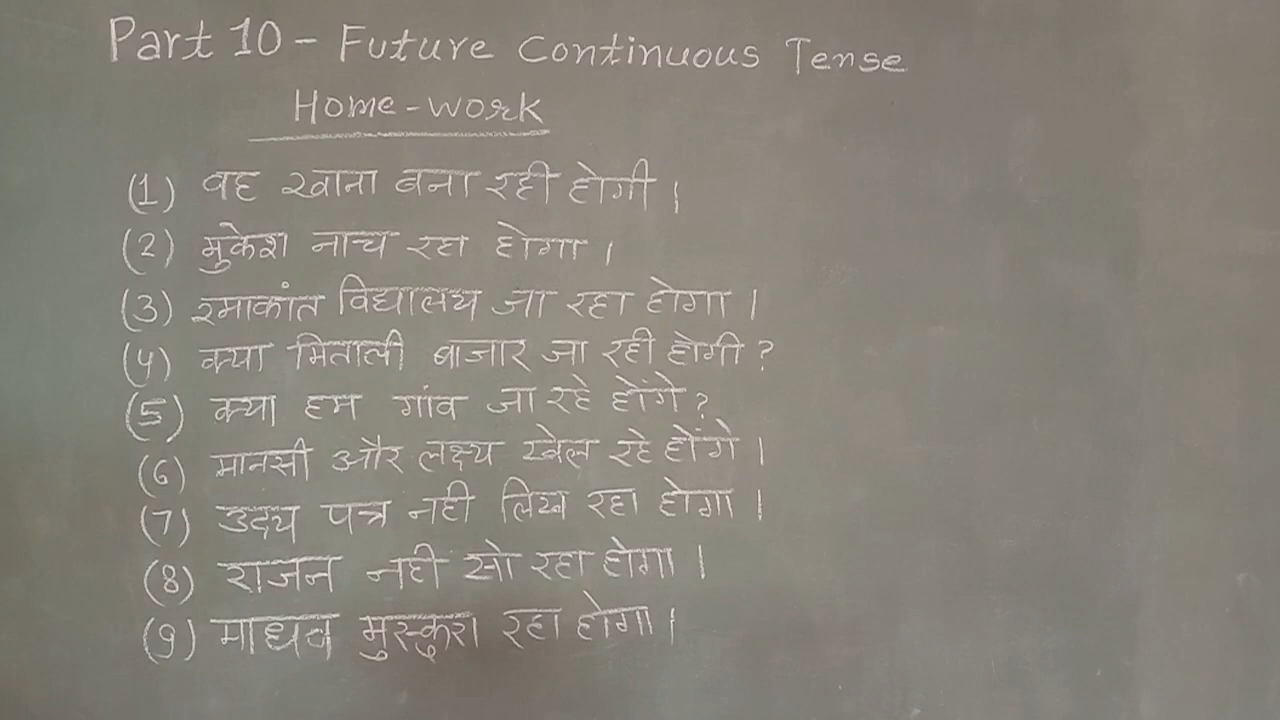 Part 10 - Future Continuous Tense
Home-work
(1) वह खाना बना रही होगी।
(2) मुकेश नाच रहा होगा।
(3) रमाकांत विद्यालय जा रहा होगा।
(4) क्या मिताली बाजार जा रही होगी?
(5) क्या हम गांव जा रहे होंगे?
(6) मानसी और लक्ष्य खेल रहे होंगे।
(7) उदय पत्र नही लिख रहा होगा।
(8) राजन नही सो रहा होगा।
(9) माधव मुस्कुरा रहा होगा।